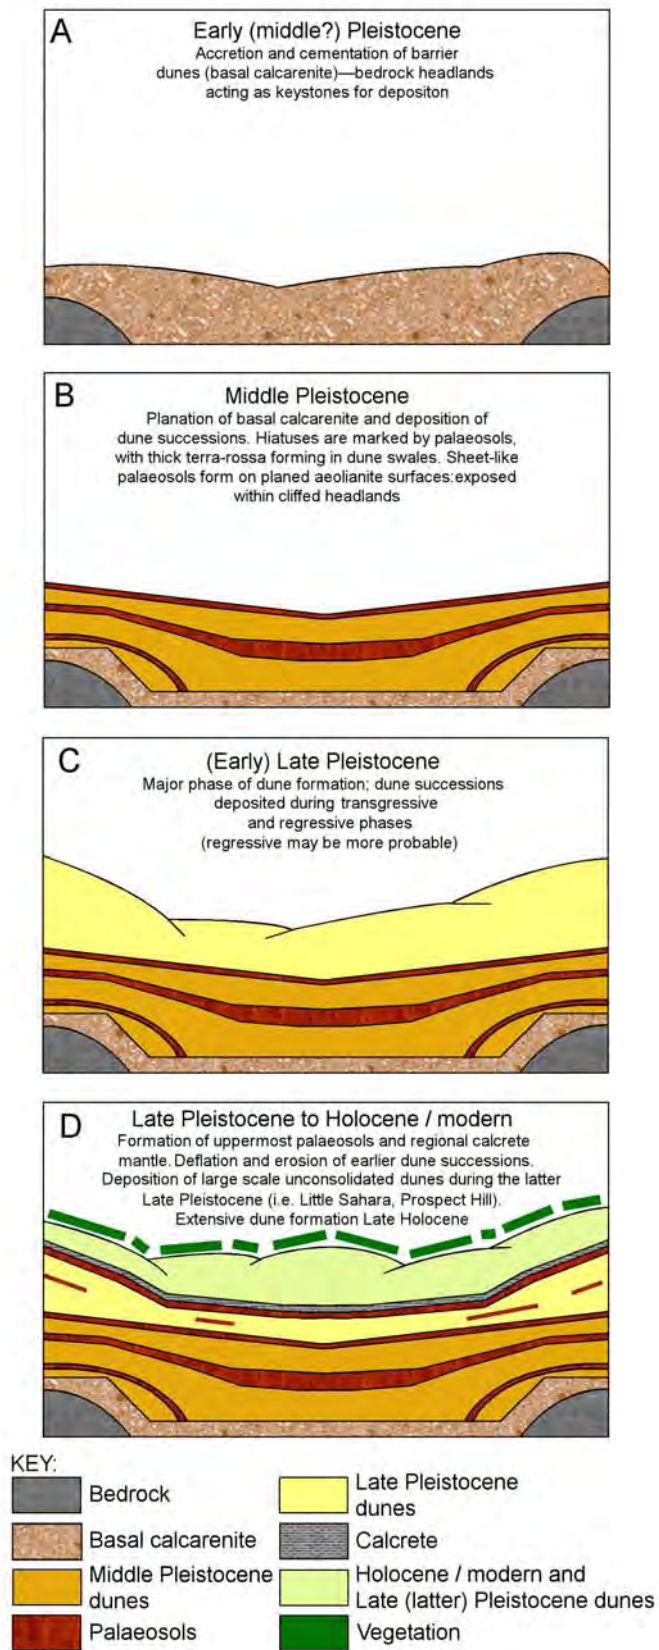 A
Early (middle?) Pleistocene
Accretion and cementation of barrier
dunes (basal calcarenite)—bedrock headlands
acting as keystones for depositon
B
Middle Pleistocene
Planation of basal calcarenite and deposition of
dune successions. Hiatuses are marked by palaeosols,
with thick terra-rossa forming in dune swales. Sheet-like
palaeosols form on planed aeolianite surfaces:exposed
within cliffed headlands
C
(Early) Late Pleistocene
Major phase of dune formation; dune successions
deposited during transgressive
and regressive phases
(regressive may be more probable)
D
Late Pleistocene to Holocene / modern
Formation of uppermost palaeosols and regional calcrete
mantle. Deflation and erosion of earlier dune successions.
Deposition of large scale unconsolidated dunes during the latter
Late Pleistocene (i.e. Little Sahara, Prospect Hill).
Extensive dune formation Late Holocene
KEY:
Bedrock
Basal calcarenite
Middle Pleistocene
dunes
Palaeosols
Late Pleistocene
dunes
Calcrete
Holocene / modern and
Late (latter) Pleistocene dunes
Vegetation